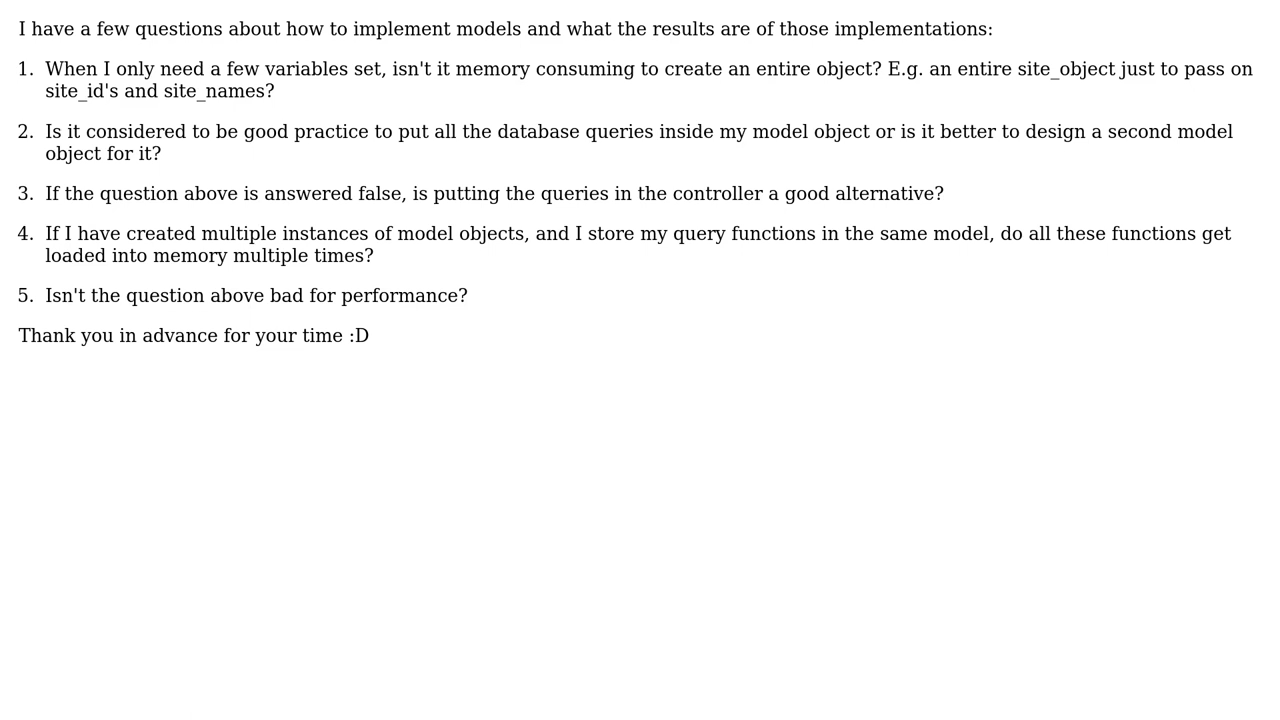 I have a few questions about how to implement models and what the results are of those implementations:
1. When I only need a few variables set, isn't it memory consuming to create an entire object? E.g. an entire site_object just to pass on
site_id's and site_names?
2. Is it considered to be good practice to put all the database queries inside my model object or is it better to design a second model
object for it?
3. If the question above is answered false, is putting the queries in the controller a good alternative?
4. If I have created multiple instances of model objects, and I store my query functions in the same model, do all these functions get
loaded into memory multiple times?
5. Isn't the question above bad for performance?
Thank you in advance for your time :D